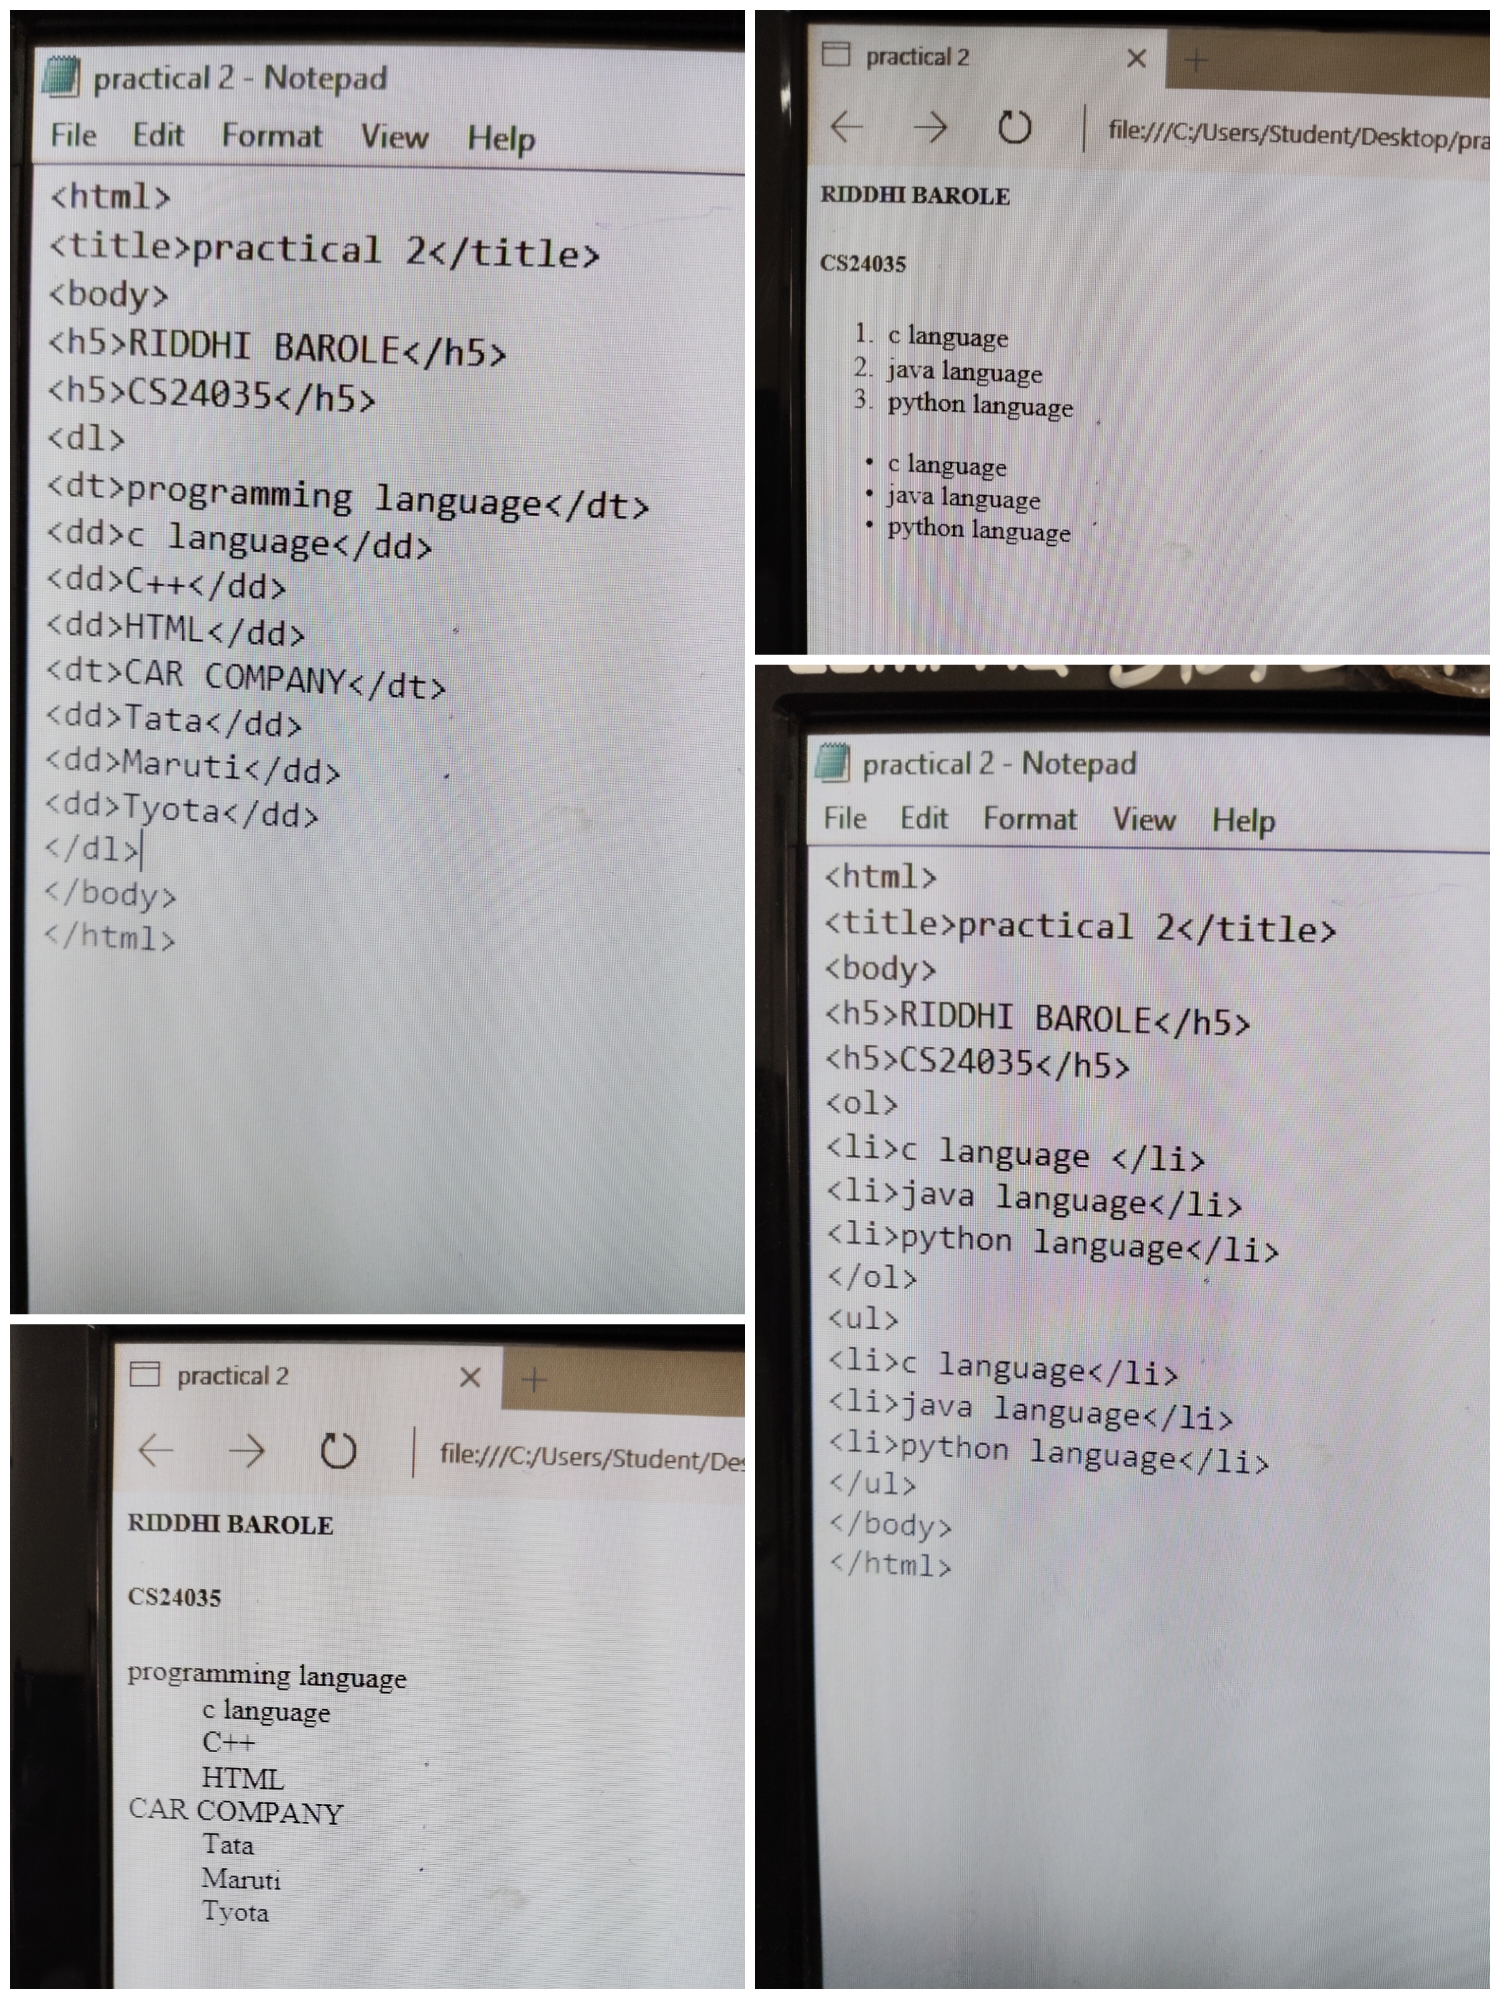 practical 2 - Notepad
File Edit Format View Help
<html>
<title>practical 2</title>
<body>
<h5>RIDDHI BAROLE</h5>
<h5>CS24035</h5>
<dl>
<dt>programming language</dt>
<dd>c language</dd>
<dd>C++</dd>
<dd>HTML</dd>
<dt>CAR COMPANY</dt>
<dd>Tata</dd>
<dd>Maruti</dd>
<dd>Tyota</dd>
</dl>
</body>
</html>
practical 2
file:///C:/Users/Student/Des
RIDDHI BAROLE
CS24035
programming language
c language
C++
HTML
CAR COMPANY
Tata
Maruti
Tyota
practical 2
file:///C:/Users/Student/Desktop/pra
RIDDHI BAROLE
CS24035
1. c language
2. java language
3. python language
• c language
• java language
• python language
practical 2 - Notepad
File Edit Format View Help
<html>
<title>practical 2</title>
<body>
<h5>RIDDHI BAROLE</h5>
<h5>CS24035</h5>
<ol>
<li>c language </li>
<li>java language</li>
<li>python language</li>
</ol>
<ul>
<li>c language</li>
<li>java language</li>
<li>python language</li>
</ul>
</body>
</html>